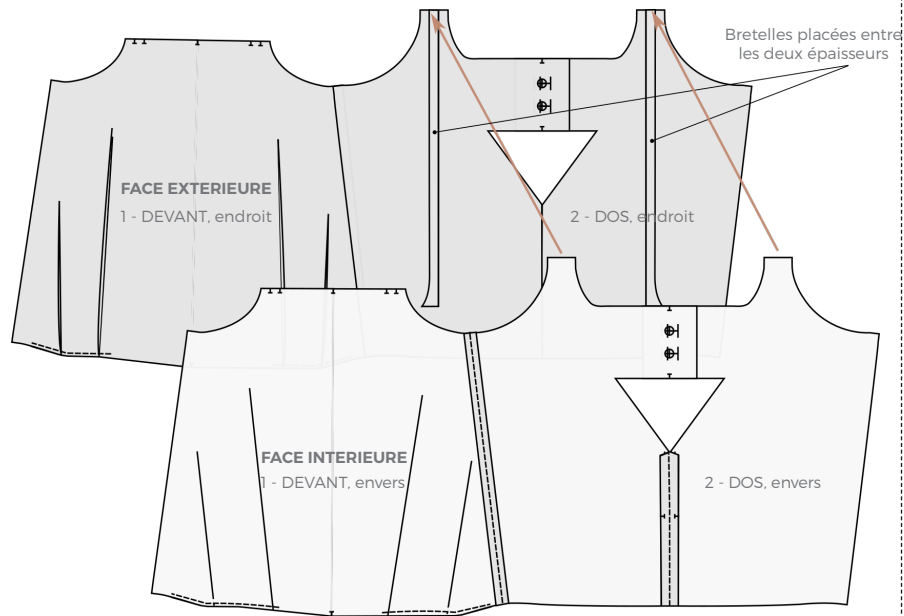 Bretelles placées entre
les deux épaisseurs
FACE EXTERIEURE
1 - DEVANT, endroit
2 - DOS, endroit
FACE INTERIEURE
1 - DEVANT, envers
2 - DOS, envers